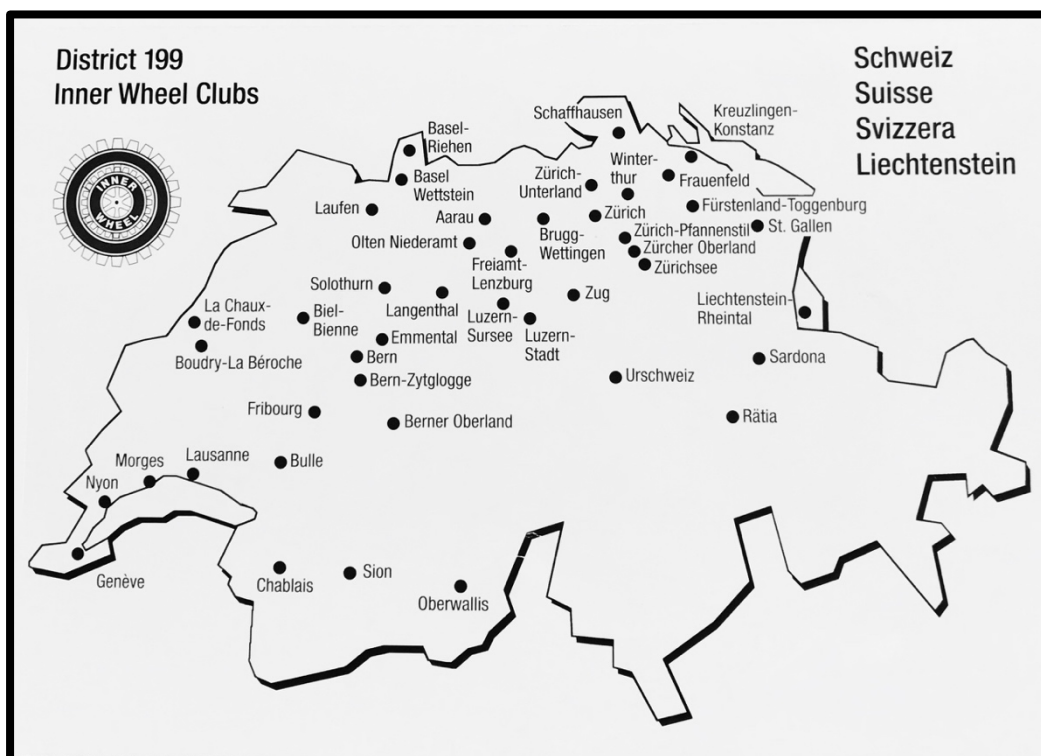 District 199
Inner Wheel Clubs
Schweiz
Suisse
Svizzera
Liechtenstein
INNER
WHEEL
Schaffhausen
Kreuzlingen-
Konstanz
Basel-
Riehen
Basel
Wettstein
Zürich-
Unterland
Winter-
thur
Frauenfeld
Laufen
Aarau
Brugg-
Wettingen
Zürich
Fürstenland-Toggenburg
St. Gallen
Olten Niederamt
Freiamt-
Lenzburg
Zürich-Pfannenstil
Zürcher Oberland
Zürichsee
Solothurn
Langenthal
Luzern-
Sursee
Luzern-
Stadt
Zug
Liechtenstein-
Rheintal
La Chaux-
de-Fonds
Biel-
Bienne
Emmental
Boudry-La Béroche
Bern
Bern-Zytglogge
Urschweiz
Sardona
Fribourg
Berner Oberland
Rätia
Lausanne
Bulle
Morges
Nyon
Genève
Chablais
Sion
Oberwallis